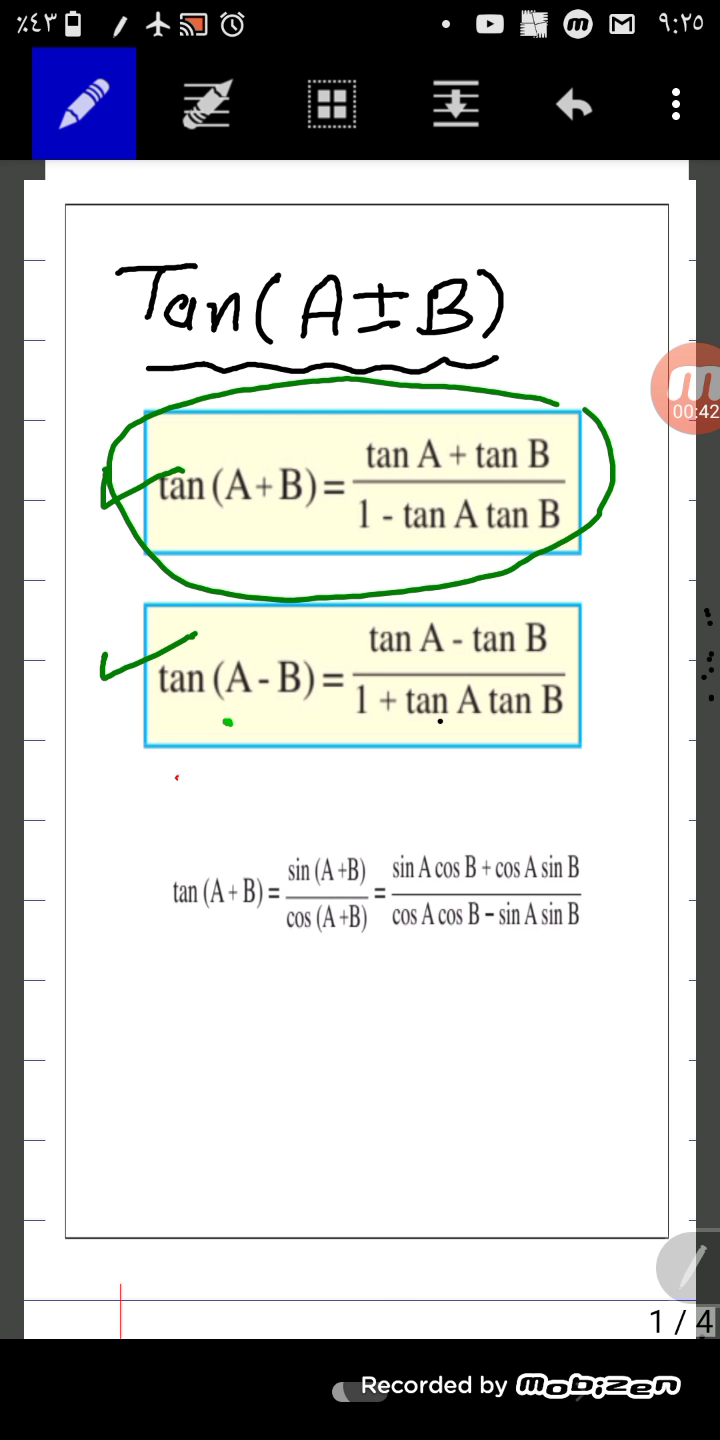 ٪٤٣ ٩:٢٥
Tan(A±B)
00:42
tan (A + B) = tan A + tan B / 1 - tan A tan B
tan (A - B) = tan A - tan B / 1 + tan A tan B
tan (A + B) = sin (A +B) / cos (A +B) = sin A cos B + cos A sin B / cos A cos B – sin A sin B
1 / 4
Recorded by mobizen